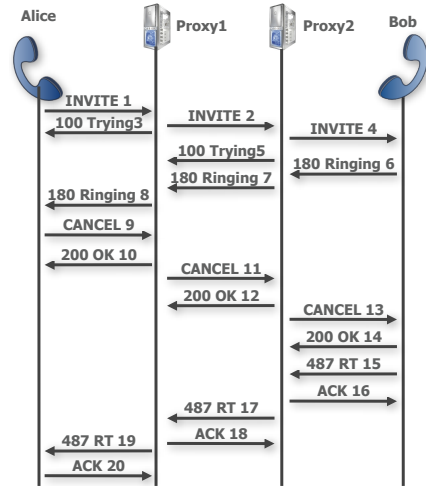 Alice
Proxy1
Proxy2
Bob
INVITE 1
100 Trying3
INVITE 2
INVITE 4
100 Trying5
180 Ringing 6
180 Ringing 7
180 Ringing 8
CANCEL 9
200 OK 10
CANCEL 11
200 OK 12
CANCEL 13
200 OK 14
487 RT 15
ACK 16
487 RT 17
ACK 18
487 RT 19
ACK 20